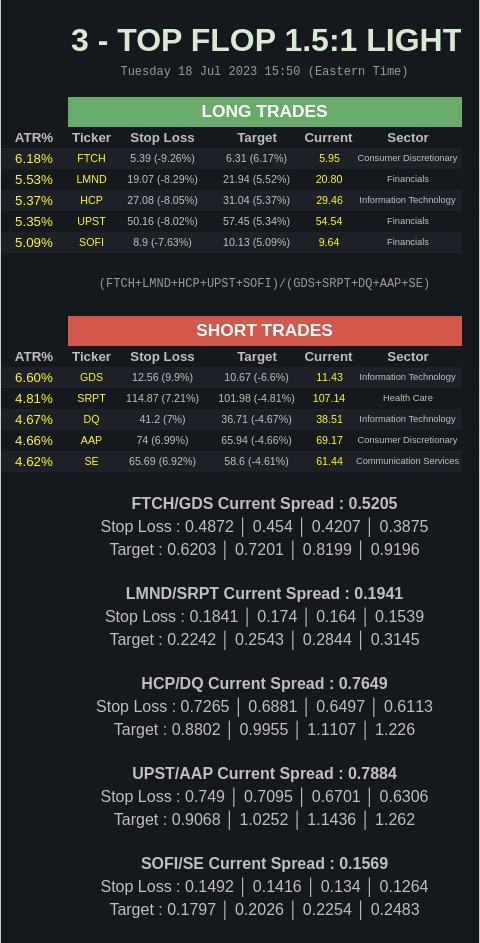 3 - TOP FLOP 1.5:1 LIGHT
Tuesday 18 Jul 2023 15:50 (Eastern Time)
LONG TRADES
ATR% Ticker Stop Loss Target Current Sector
6.18% FTCH 5.39 (-9.26%) 6.31 (6.17%) 5.95 Consumer Discretionary
5.53% LMND 19.07 (-8.29%) 21.94 (5.52%) 20.80 Financials
5.37% HCP 27.08 (-8.05%) 31.04 (5.37%) 29.46 Information Technology
5.35% UPST 50.16 (-8.02%) 57.45 (5.34%) 54.54 Financials
5.09% SOFI 8.9 (-7.63%) 10.13 (5.09%) 9.64 Financials
(FTCH+LMND+HCP+UPST+SOFI)/(GDS+SRPT+DQ+AAP+SE)
SHORT TRADES
ATR% Ticker Stop Loss Target Current Sector
6.60% GDS 12.56 (9.9%) 10.67 (-6.6%) 11.43 Information Technology
4.81% SRPT 114.87 (7.21%) 101.98 (-4.81%) 107.14 Health Care
4.67% DQ 41.2 (7%) 36.71 (-4.67%) 38.51 Information Technology
4.66% AAP 74 (6.99%) 65.94 (-4.66%) 69.17 Consumer Discretionary
4.62% SE 65.69 (6.92%) 58.6 (-4.61%) 61.44 Communication Services
FTCH/GDS Current Spread : 0.5205
Stop Loss : 0.4872 | 0.454 | 0.4207 | 0.3875
Target : 0.6203 | 0.7201 | 0.8199 | 0.9196
LMND/SRPT Current Spread : 0.1941
Stop Loss : 0.1841 | 0.174 | 0.164 | 0.1539
Target : 0.2242 | 0.2543 | 0.2844 | 0.3145
HCP/DQ Current Spread : 0.7649
Stop Loss : 0.7265 | 0.6881 | 0.6497 | 0.6113
Target : 0.8802 | 0.9955 | 1.1107 | 1.226
UPST/AAP Current Spread : 0.7884
Stop Loss : 0.749 | 0.7095 | 0.6701 | 0.6306
Target : 0.9068 | 1.0252 | 1.1436 | 1.262
SOFI/SE Current Spread : 0.1569
Stop Loss : 0.1492 | 0.1416 | 0.134 | 0.1264
Target : 0.1797 | 0.2026 | 0.2254 | 0.2483